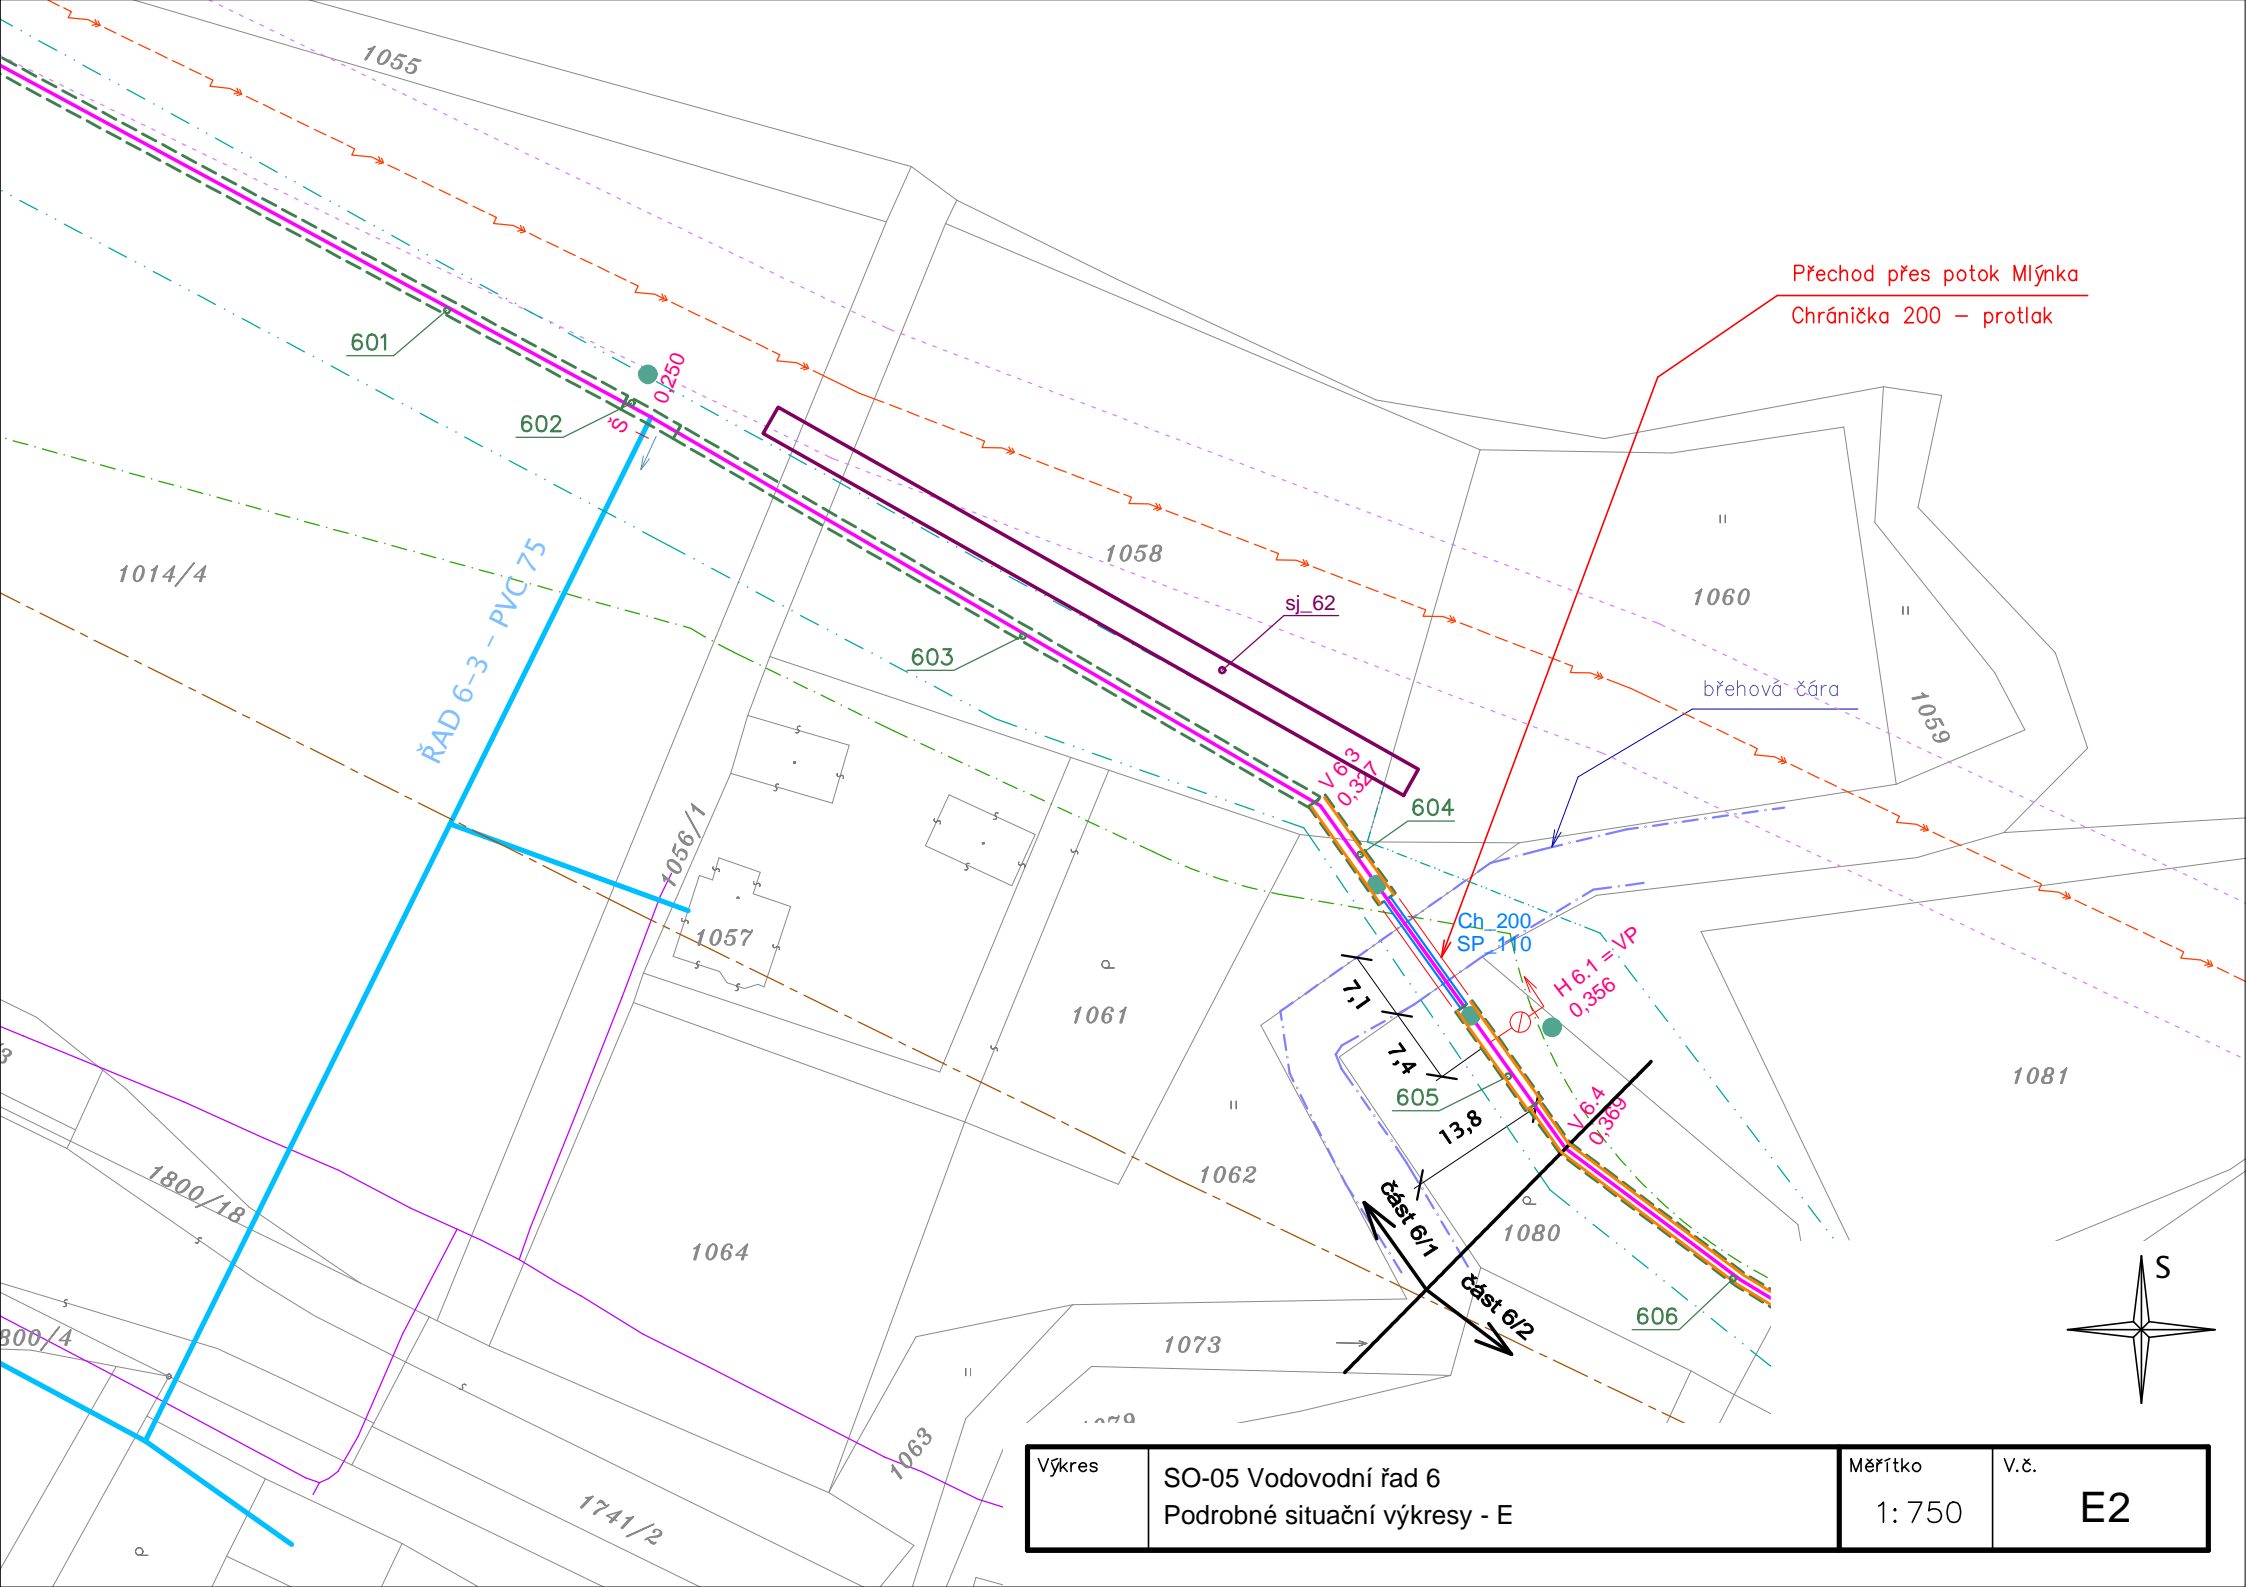 1055
Přechod přes potok Mlýnka
Chránička 200 – protlak
601
0,250
602
Š
1058
1014/4
ŘAD 6-3 - PVC 75
1060
sj_62
603
břehová čára
1059
V 6.3
0,327
604
1056/1
1057
Ch_200
SP_110
H 6.1 = VP
0,356
1061
7,1
7,4
605
1081
V 6.4
0,369
13,8
1062
1800/18
1080
část 6/1
část 6/2
1064
S
606
1073
800/4
1063
1741/2
Výkres
SO-05 Vodovodní řad 6
Podrobné situační výkresy - E
Měřítko
1: 750
V.č.
E2